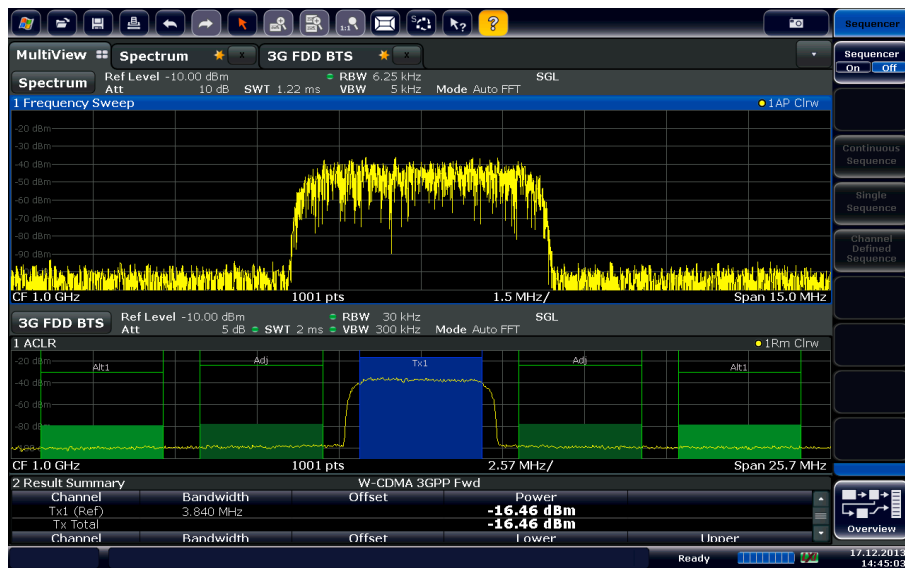 Sequencer
MultiView Spectrum x 3G FDD BTS x
Sequencer
On Off
Spectrum Ref Level -10.00 dBm RBW 6.25 kHz SGL
Att 10 dB SWT 1.22 ms VBW 5 kHz Mode Auto FFT
1 Frequency Sweep 1AP Clrw
-20 dBm
-30 dBm
-40 dBm
-50 dBm
-60 dBm
-70 dBm
-80 dBm
-90 dBm
CF 1.0 GHz 1001 pts 1.5 MHz/ Span 15.0 MHz
Continuous
Sequence
Single
Sequence
Channel
Defined
Sequence
3G FDD BTS Ref Level -10.00 dBm RBW 30 kHz SGL
Att 5 dB SWT 2 ms VBW 300 kHz Mode Auto FFT
1 ACLR 1Rm Clrw
-20 dBm
Alt1 Adj Tx1 Adj Alt1
-40 dBm
-60 dBm
-80 dBm
CF 1.0 GHz 1001 pts 2.57 MHz/ Span 25.7 MHz
2 Result Summary W-CDMA 3GPP Fwd
Channel Bandwidth Offset Power
Tx1 (Ref) 3.840 MHz -16.46 dBm
Tx Total -16.46 dBm
Channel Bandwidth Offset Lower Upper
Overview
Ready
17.12.2013
14:45:03